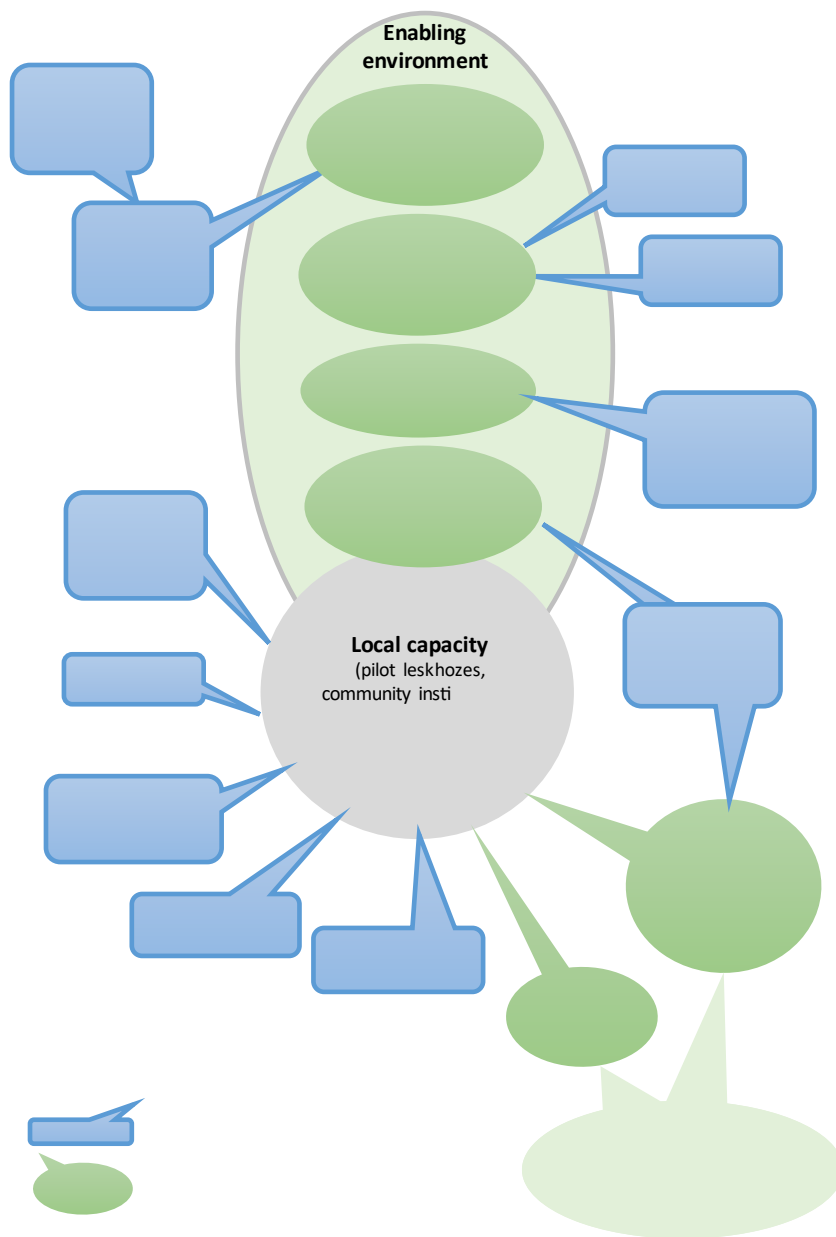 Enabling
environment
Local capacity
(pilot leskhozes,
community insti